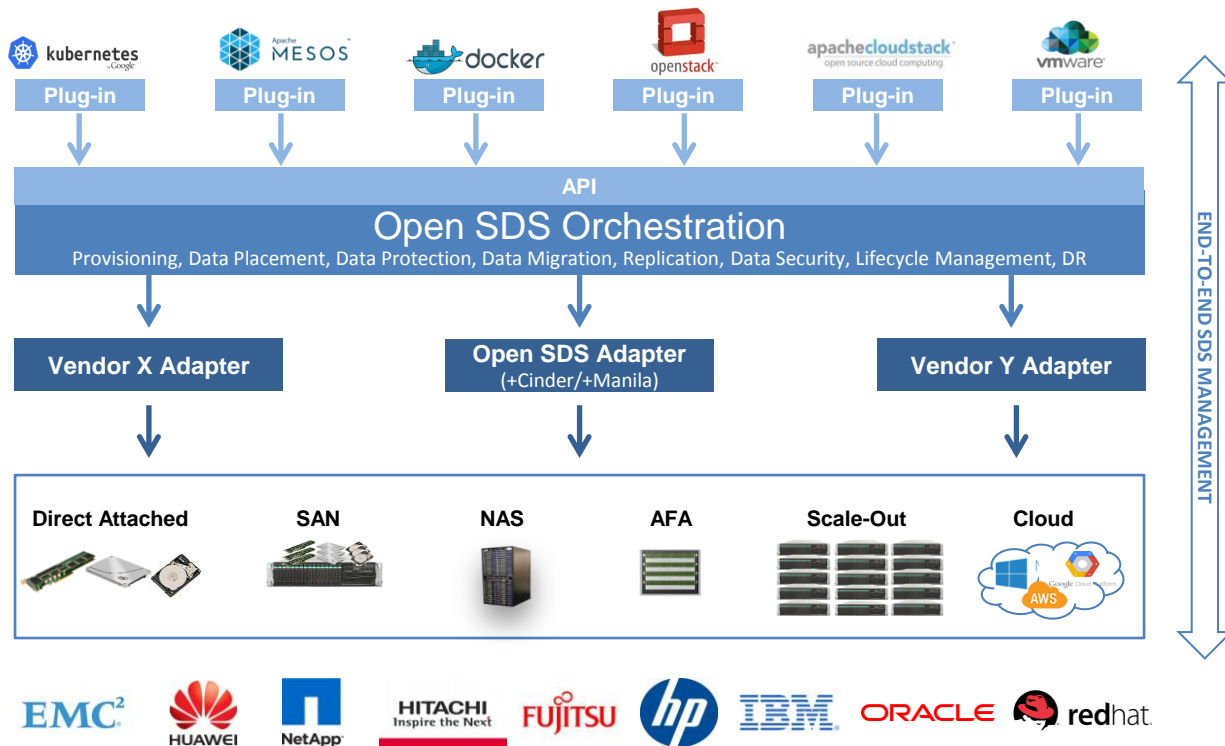 kubernetes
by Google
Apache
MESOS™
docker
openstack™
apachecloudstack™
open source cloud computing
vmware®
Plug-in
Plug-in
Plug-in
Plug-in
Plug-in
Plug-in
API
Open SDS Orchestration
Provisioning, Data Placement, Data Protection, Data Migration, Replication, Data Security, Lifecycle Management, DR
END-TO-END SDS MANAGEMENT
Vendor X Adapter
Open SDS Adapter
(+Cinder/+Manila)
Vendor Y Adapter
Direct Attached
SAN
NAS
AFA
Scale-Out
Cloud
Google Cloud Platform
AWS
EMC²
HUAWEI
NetApp
HITACHI
Inspire the Next
FUJITSU
hp
IBM
ORACLE
redhat